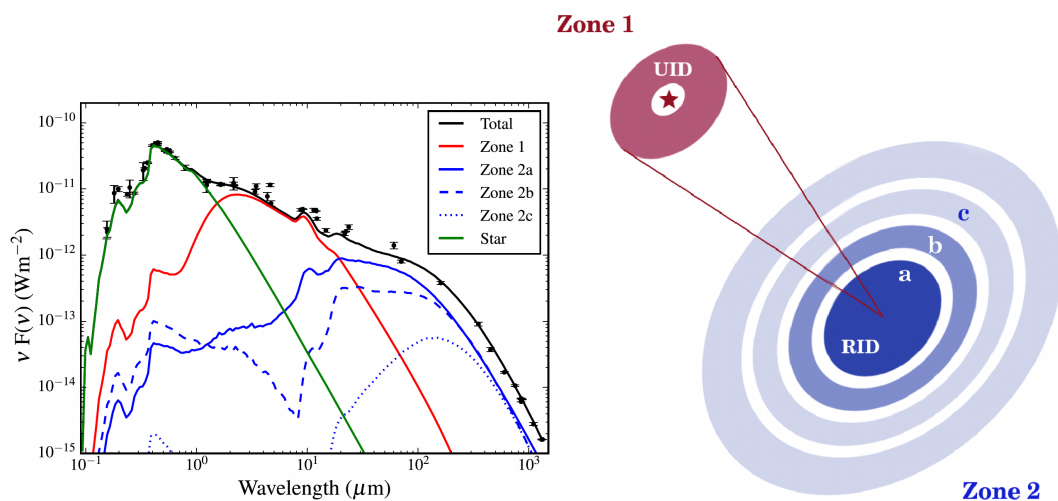 Zone 1
UID
10⁻¹⁰
10⁻¹¹
10⁻¹²
10⁻¹³
10⁻¹⁴
10⁻¹⁵
ν F(ν) (Wm⁻²)
Total
Zone 1
Zone 2a
Zone 2b
Zone 2c
Star
10⁻¹ 10⁰ 10¹ 10² 10³
Wavelength (μm)
c
b
a
RID
Zone 2